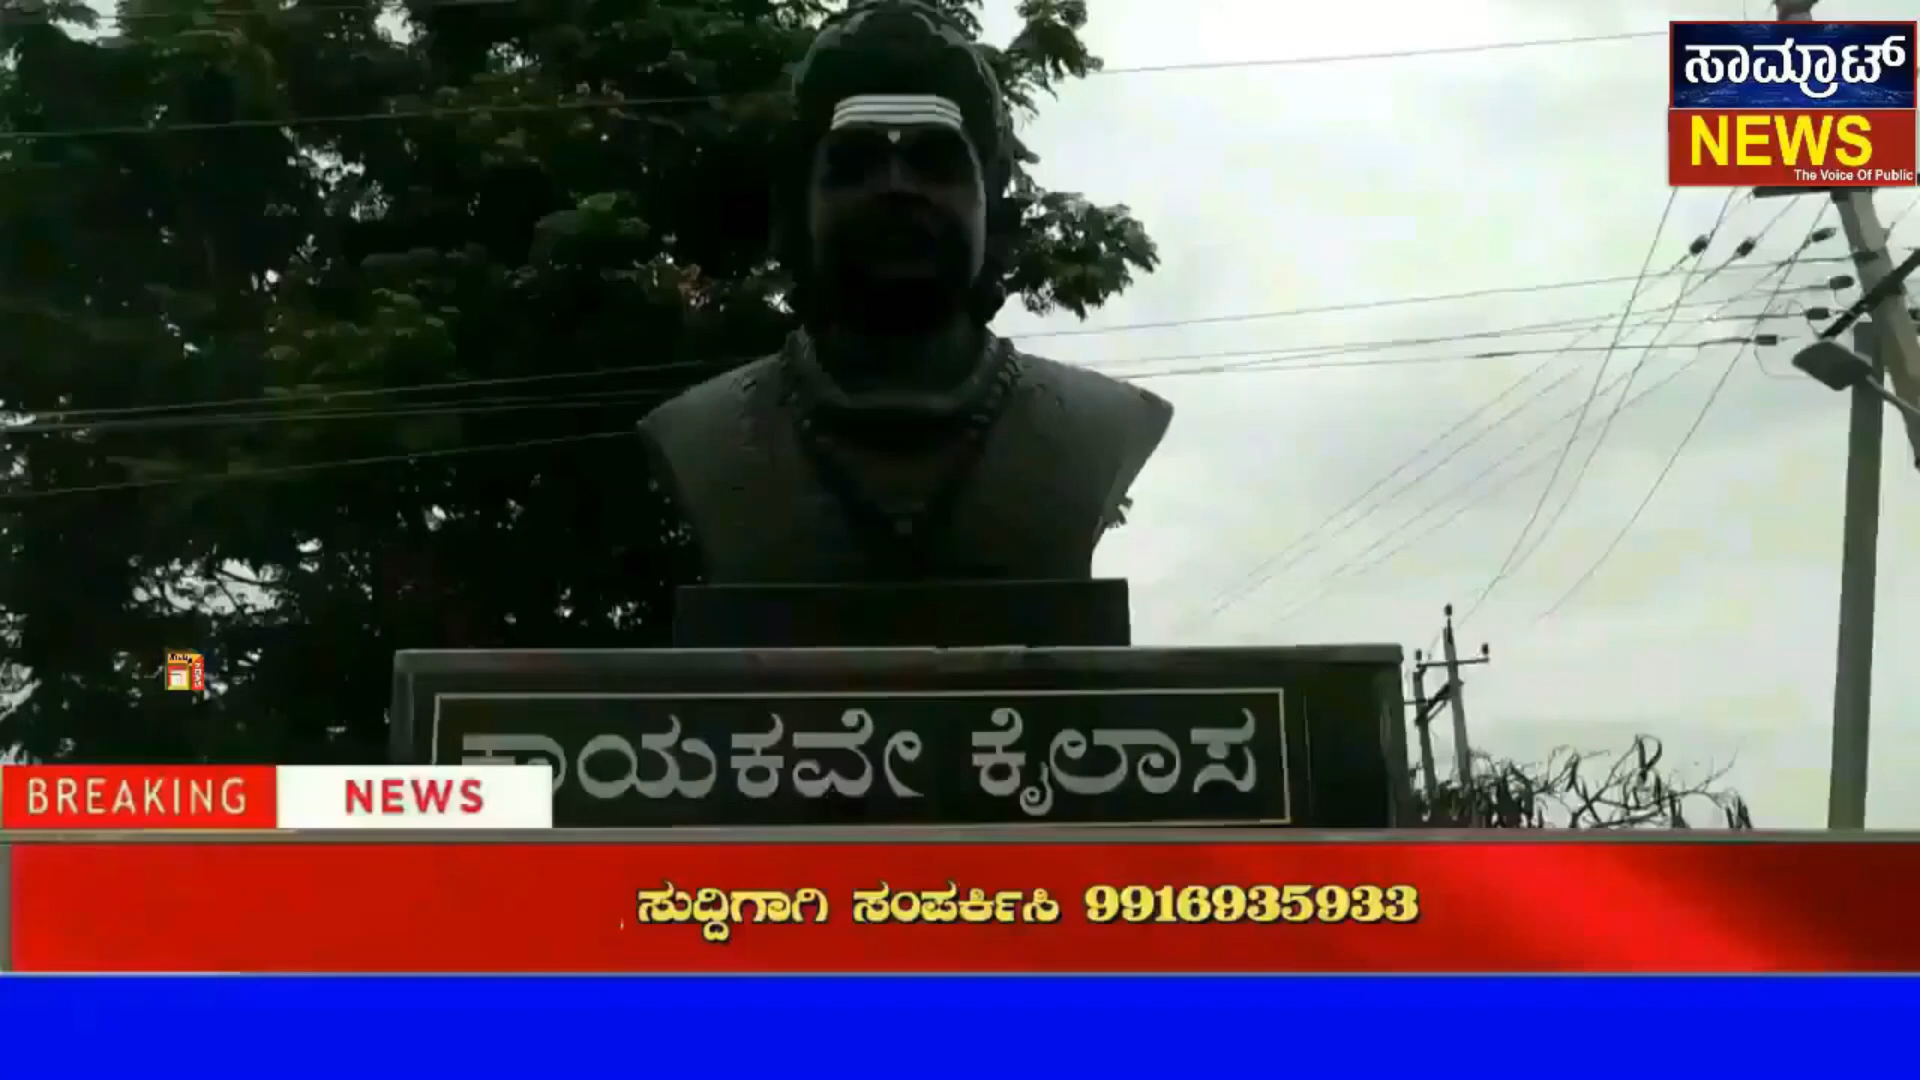 ಸಾಮ್ರಾಟ್
NEWS
The Voice Of Public
ಕಾಯಕವೇ ಕೈಲಾಸ
BREAKING NEWS
ಸುದ್ದಿಗಾಗಿ ಸಂಪರ್ಕಿಸಿ 9916935933